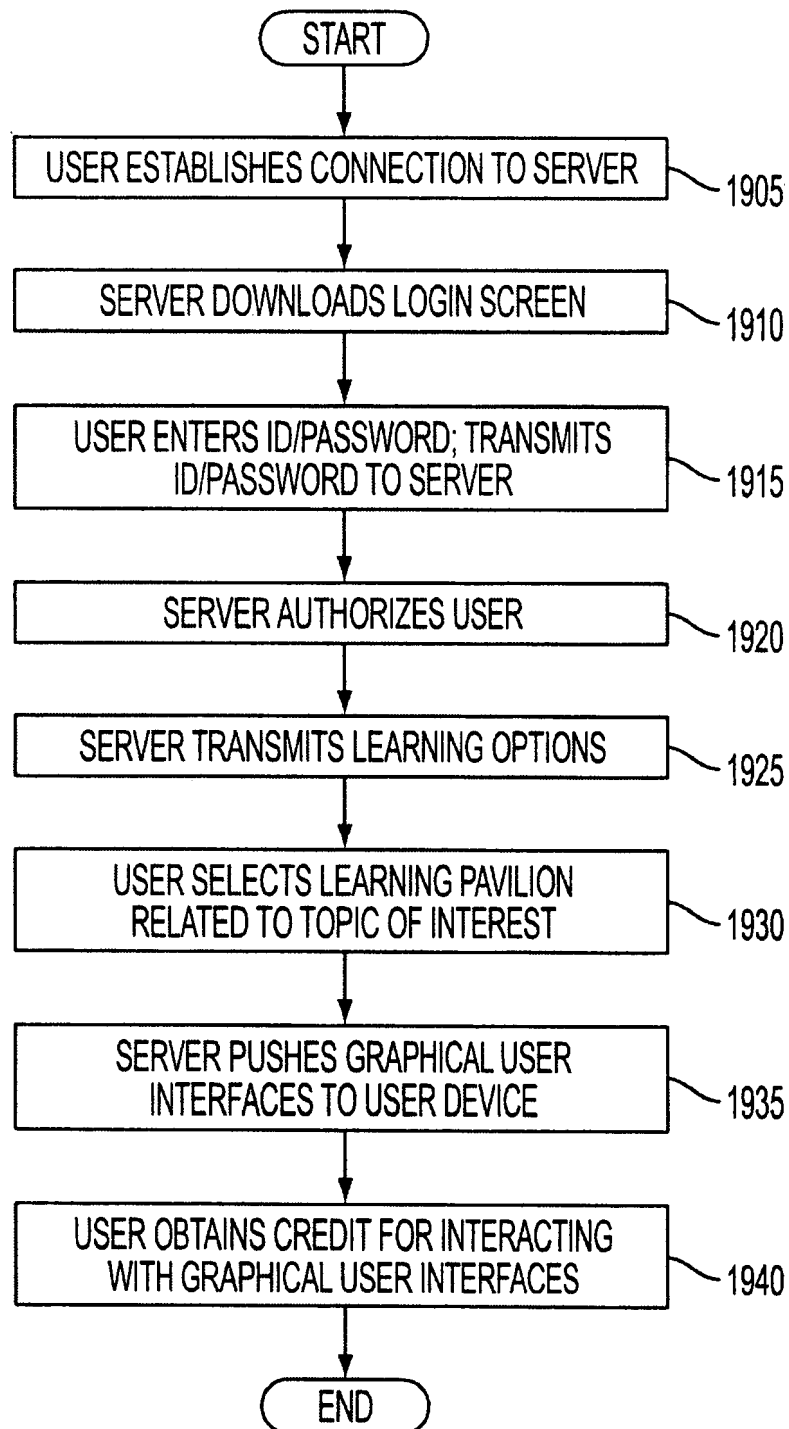 START
USER ESTABLISHES CONNECTION TO SERVER
1905
SERVER DOWNLOADS LOGIN SCREEN
1910
USER ENTERS ID/PASSWORD; TRANSMITS
ID/PASSWORD TO SERVER
1915
SERVER AUTHORIZES USER
1920
SERVER TRANSMITS LEARNING OPTIONS
1925
USER SELECTS LEARNING PAVILION
RELATED TO TOPIC OF INTEREST
1930
SERVER PUSHES GRAPHICAL USER
INTERFACES TO USER DEVICE
1935
USER OBTAINS CREDIT FOR INTERACTING
WITH GRAPHICAL USER INTERFACES
1940
END